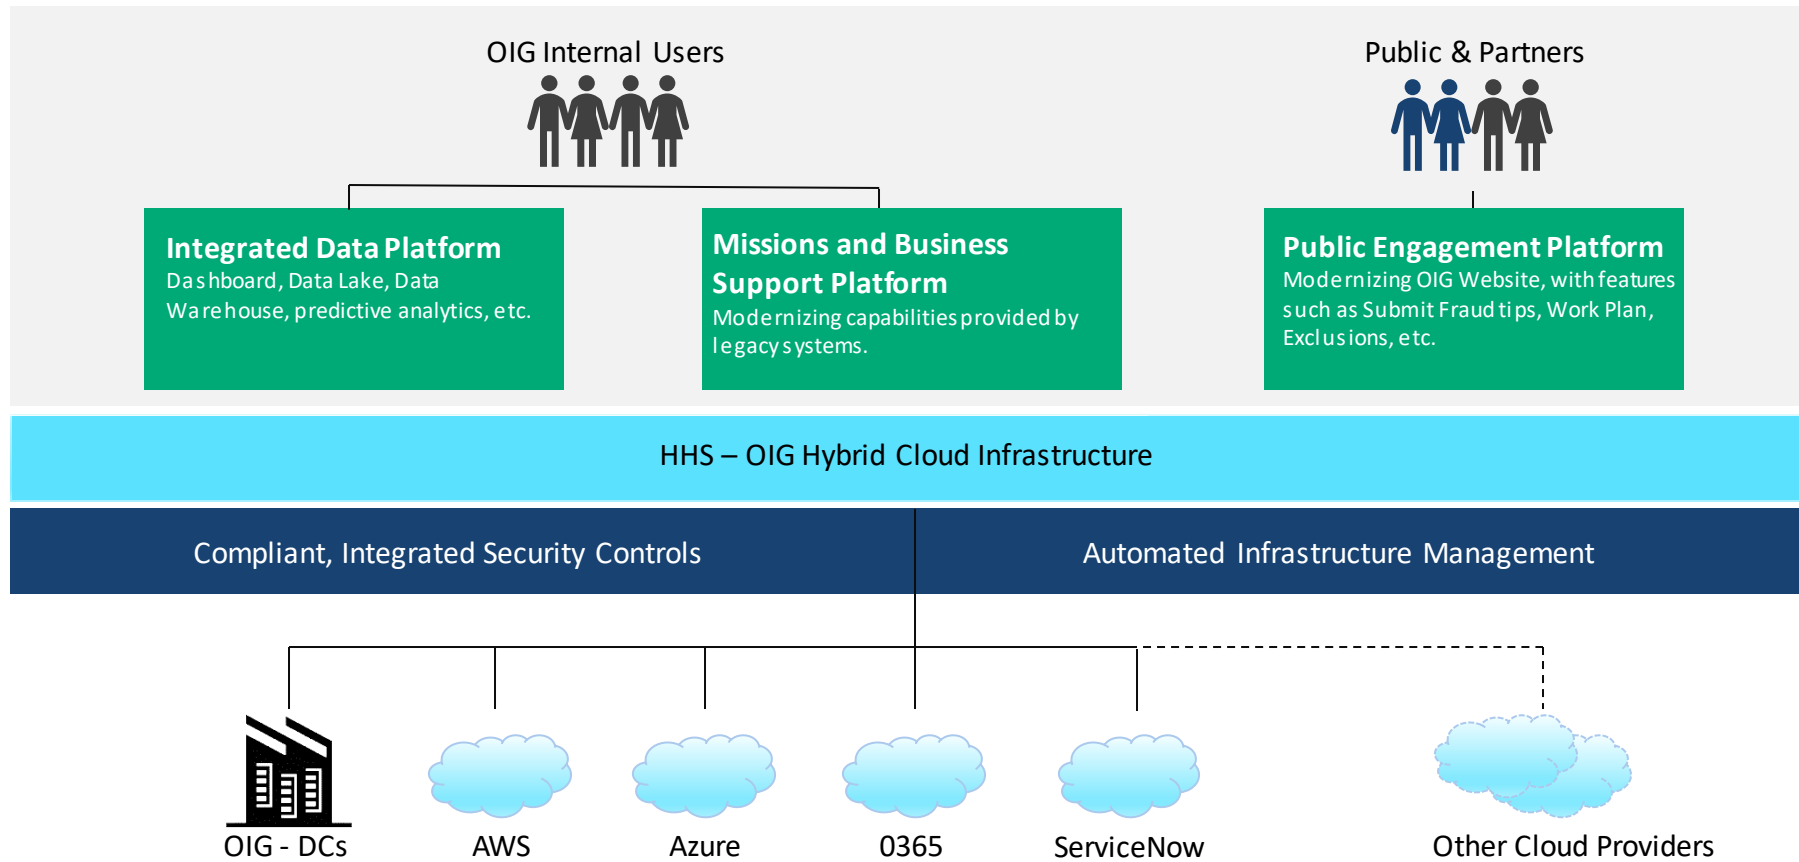 OIG Internal Users
Public & Partners
Integrated Data Platform
Dashboard, Data Lake, Data
Warehouse, predictive analytics, etc.
Missions and Business
Support Platform
Modernizing capabilities provided by
legacy systems.
Public Engagement Platform
Modernizing OIG Website, with features
such as Submit Fraud tips, Work Plan,
Exclusions, etc.
HHS – OIG Hybrid Cloud Infrastructure
Compliant, Integrated Security Controls
Automated Infrastructure Management
OIG - DCs
AWS
Azure
0365
ServiceNow
Other Cloud Providers